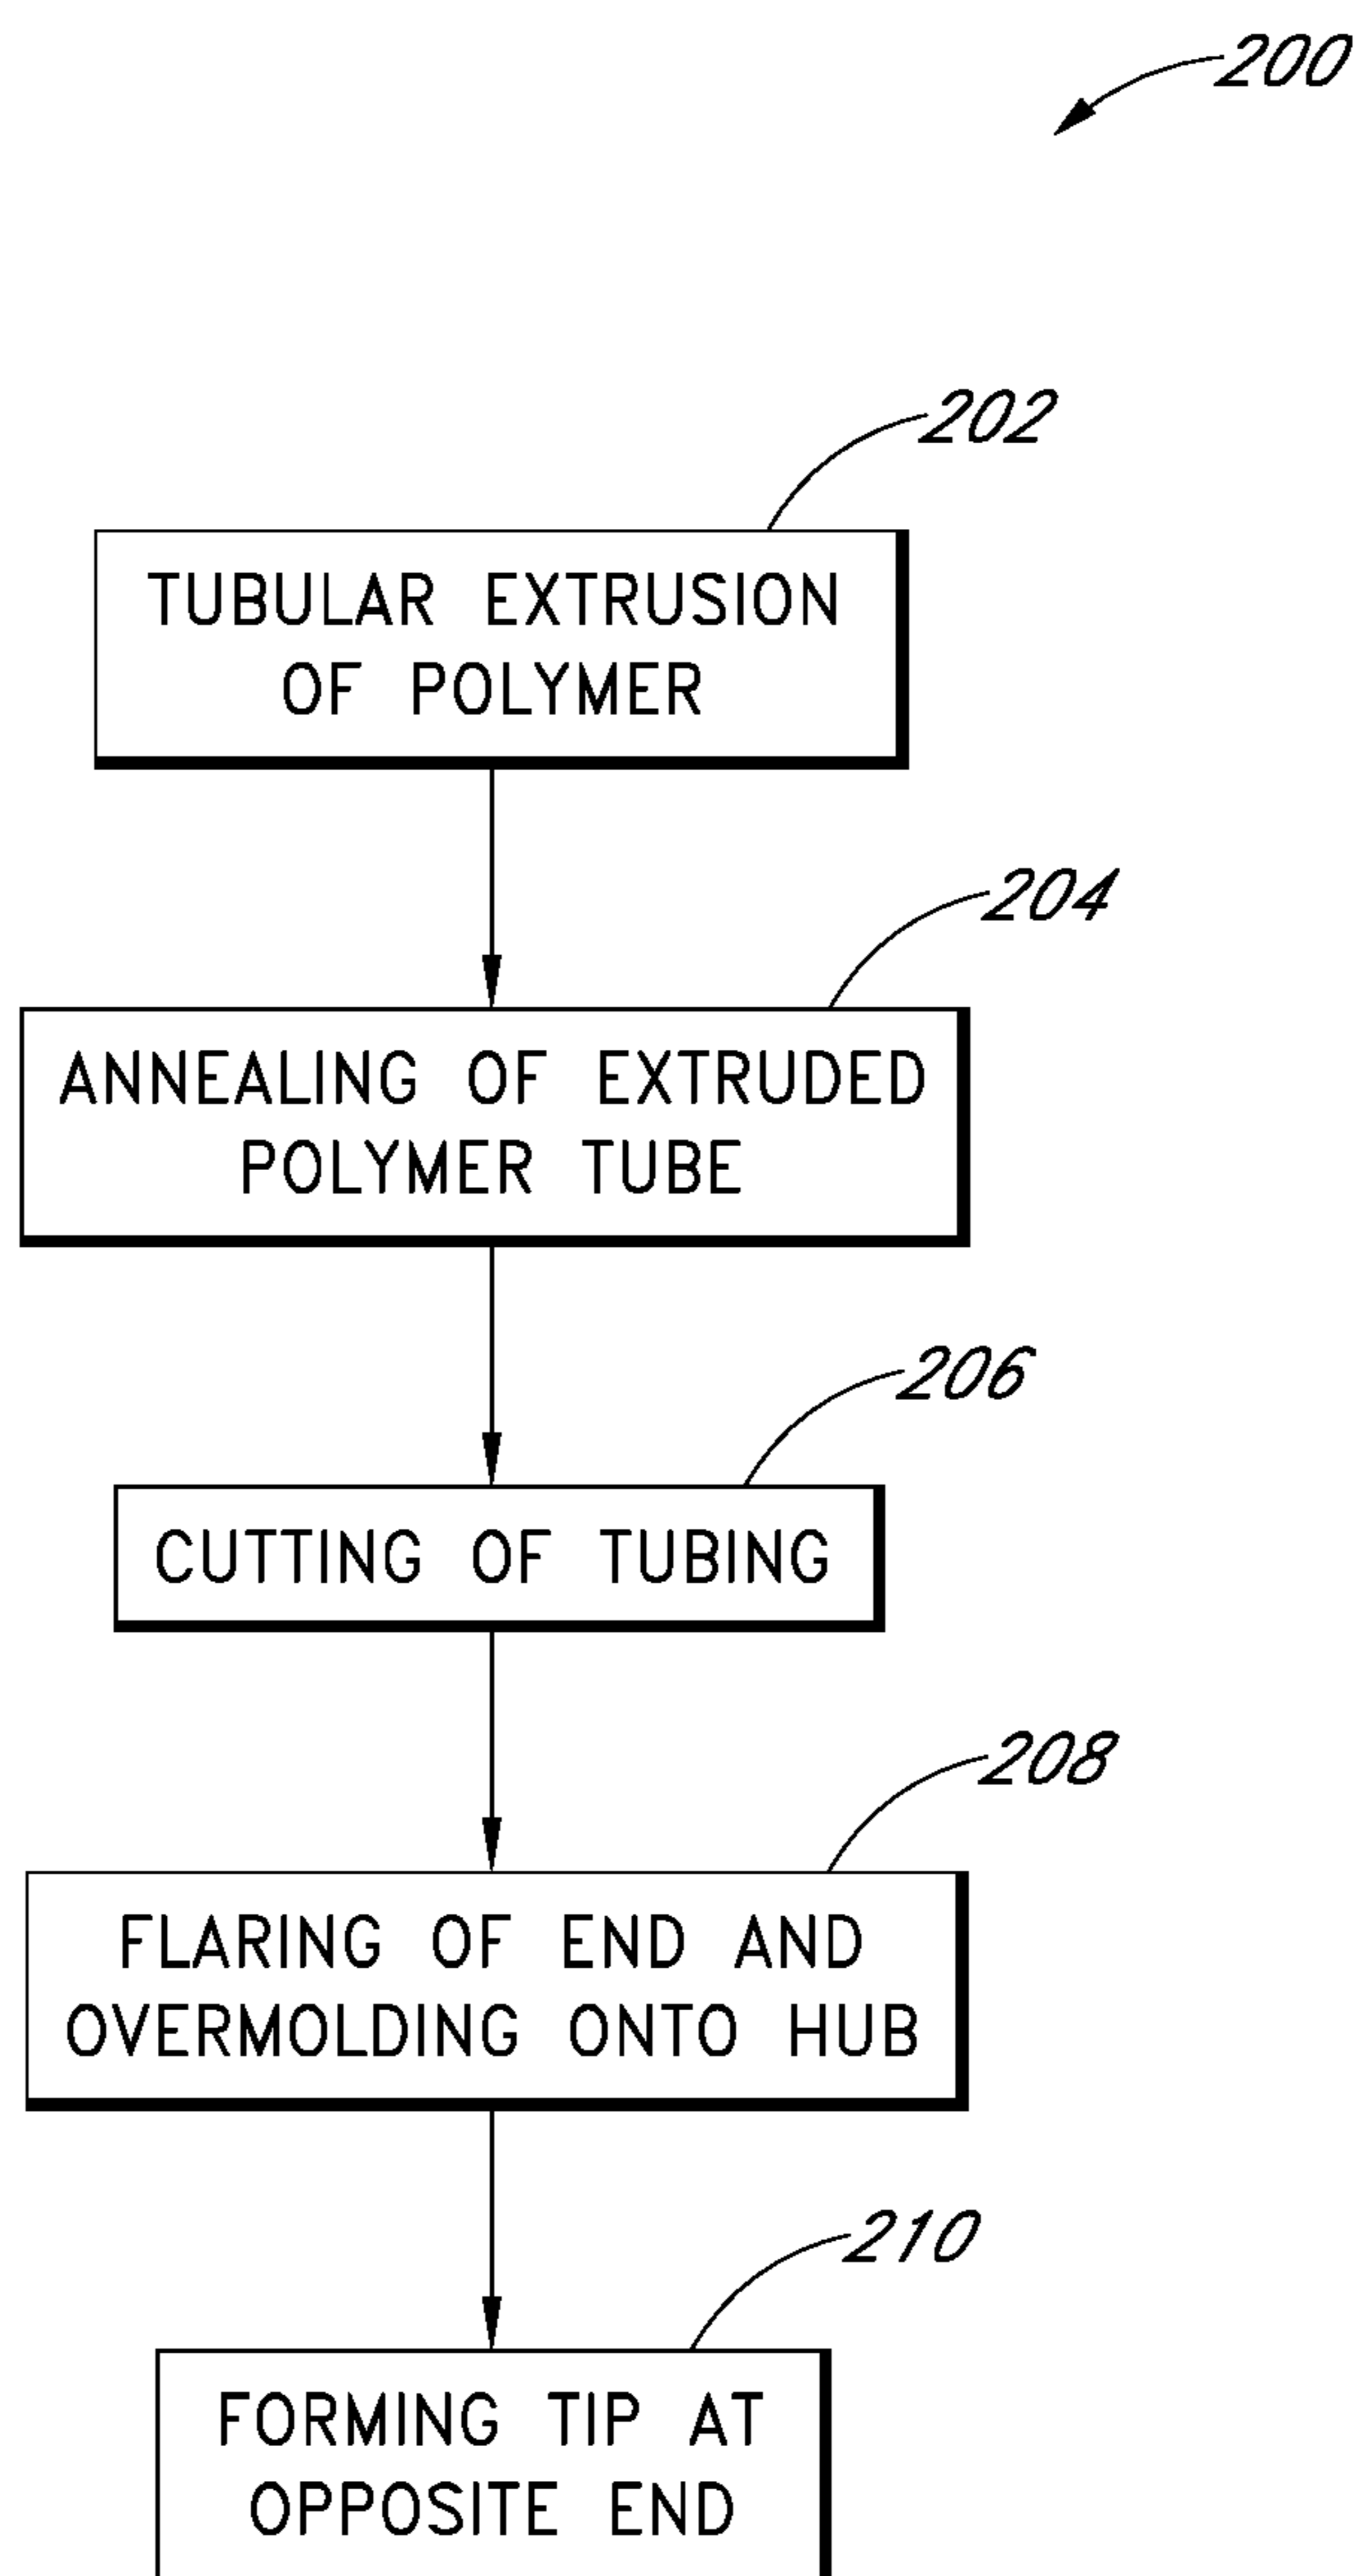 200
202
TUBULAR EXTRUSION
OF POLYMER
204
ANNEALING OF EXTRUDED
POLYMER TUBE
206
CUTTING OF TUBING
208
FLARING OF END AND
OVERMOLDING ONTO HUB
210
FORMING TIP AT
OPPOSITE END